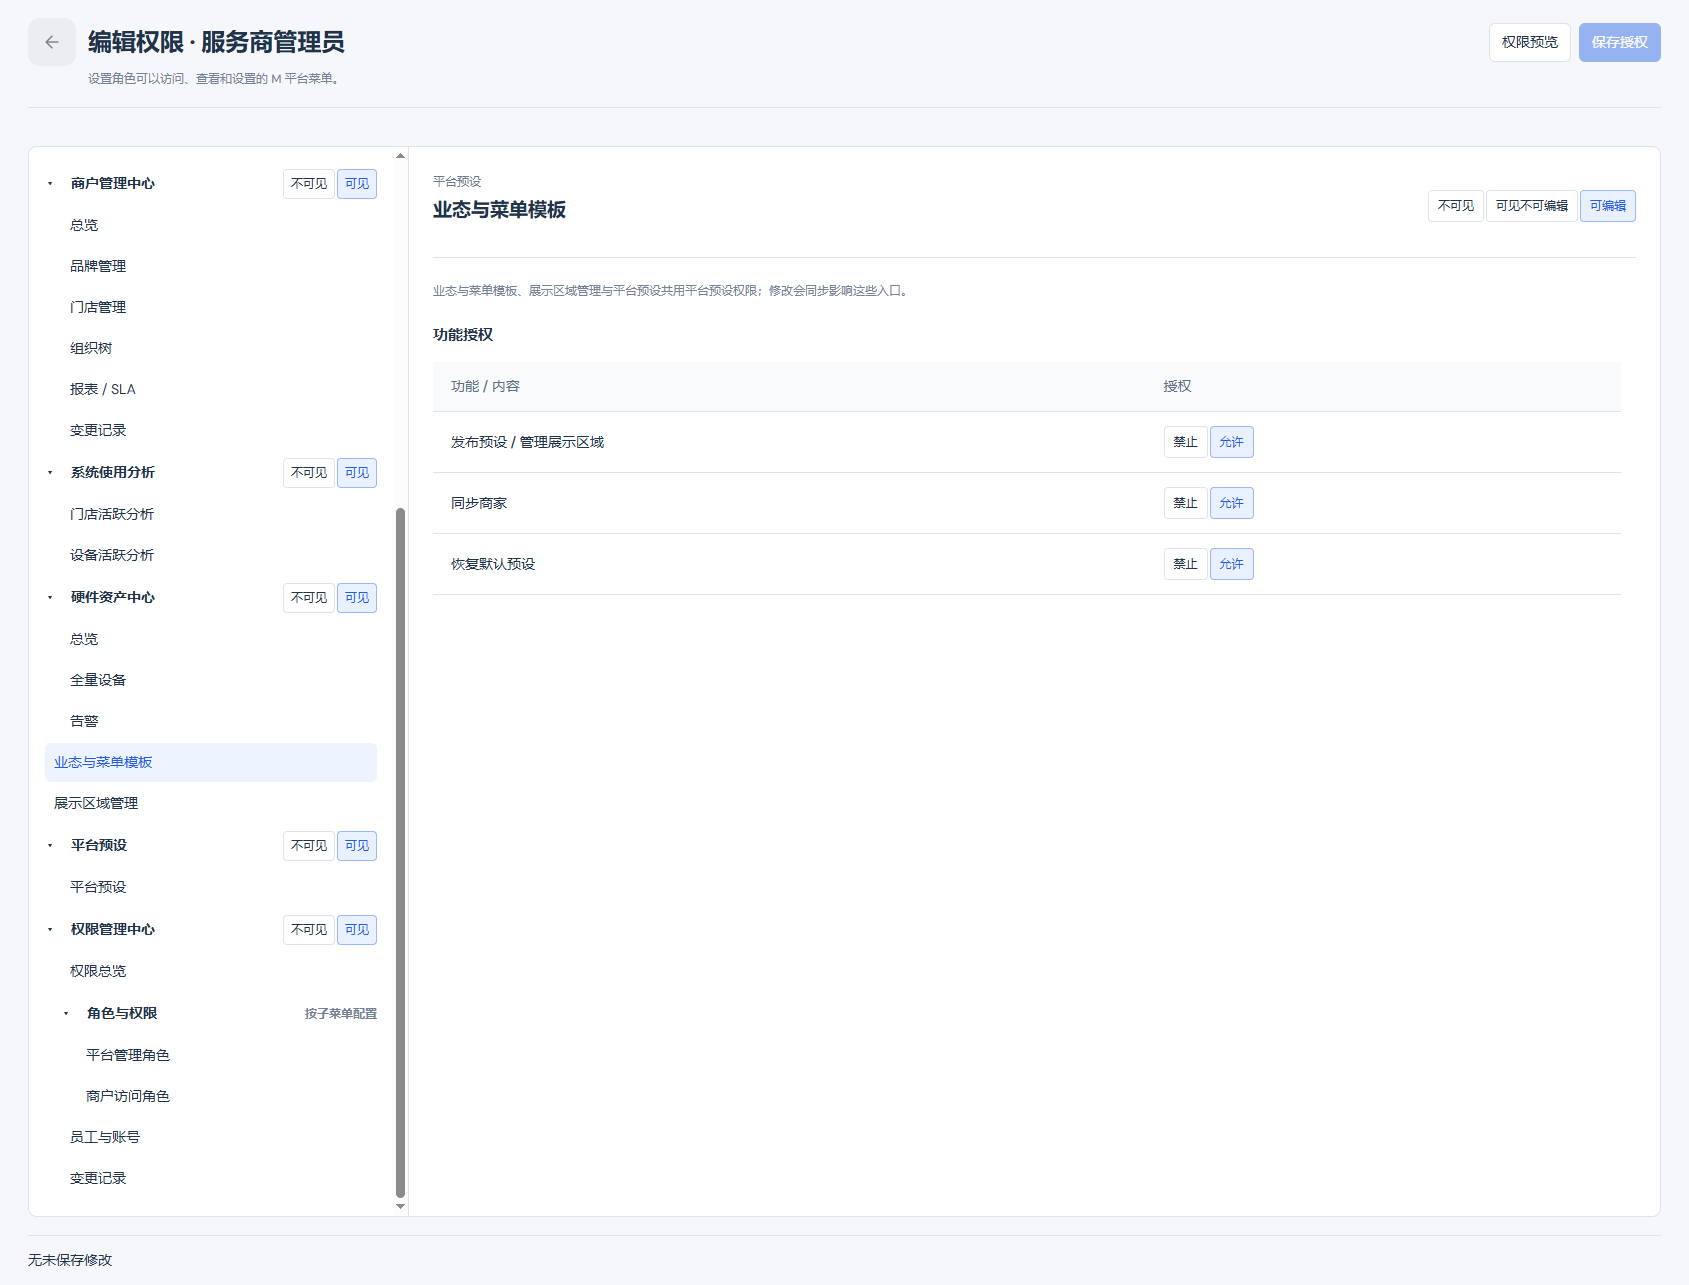 编辑权限 · 服务商管理员
设置角色可以访问、查看和设置的 M 平台菜单。
权限预览
保存授权
商户管理中心 不可见 可见
总览
品牌管理
门店管理
组织树
报表 / SLA
变更记录
系统使用分析 不可见 可见
门店活跃分析
设备活跃分析
硬件资产中心 不可见 可见
总览
全量设备
告警
业态与菜单模板
展示区域管理
平台预设 不可见 可见
平台预设
权限管理中心 不可见 可见
权限总览
角色与权限 按子菜单配置
平台管理角色
商户访问角色
员工与账号
变更记录
平台预设
业态与菜单模板
不可见 可见不可编辑 可编辑
业态与菜单模板、展示区域管理与平台预设共用平台预设权限；修改会同步影响这些入口。
功能授权
功能 / 内容 授权
发布预设 / 管理展示区域 禁止 允许
同步商家 禁止 允许
恢复默认预设 禁止 允许
无未保存修改